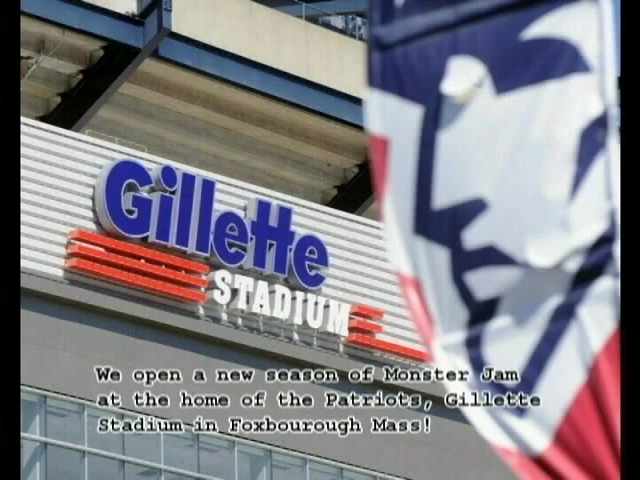 Gillette
STADIUM
We open a new season of Monster Jam
at the home of the Patriots, Gillette
Stadium in Foxbourough Mass!